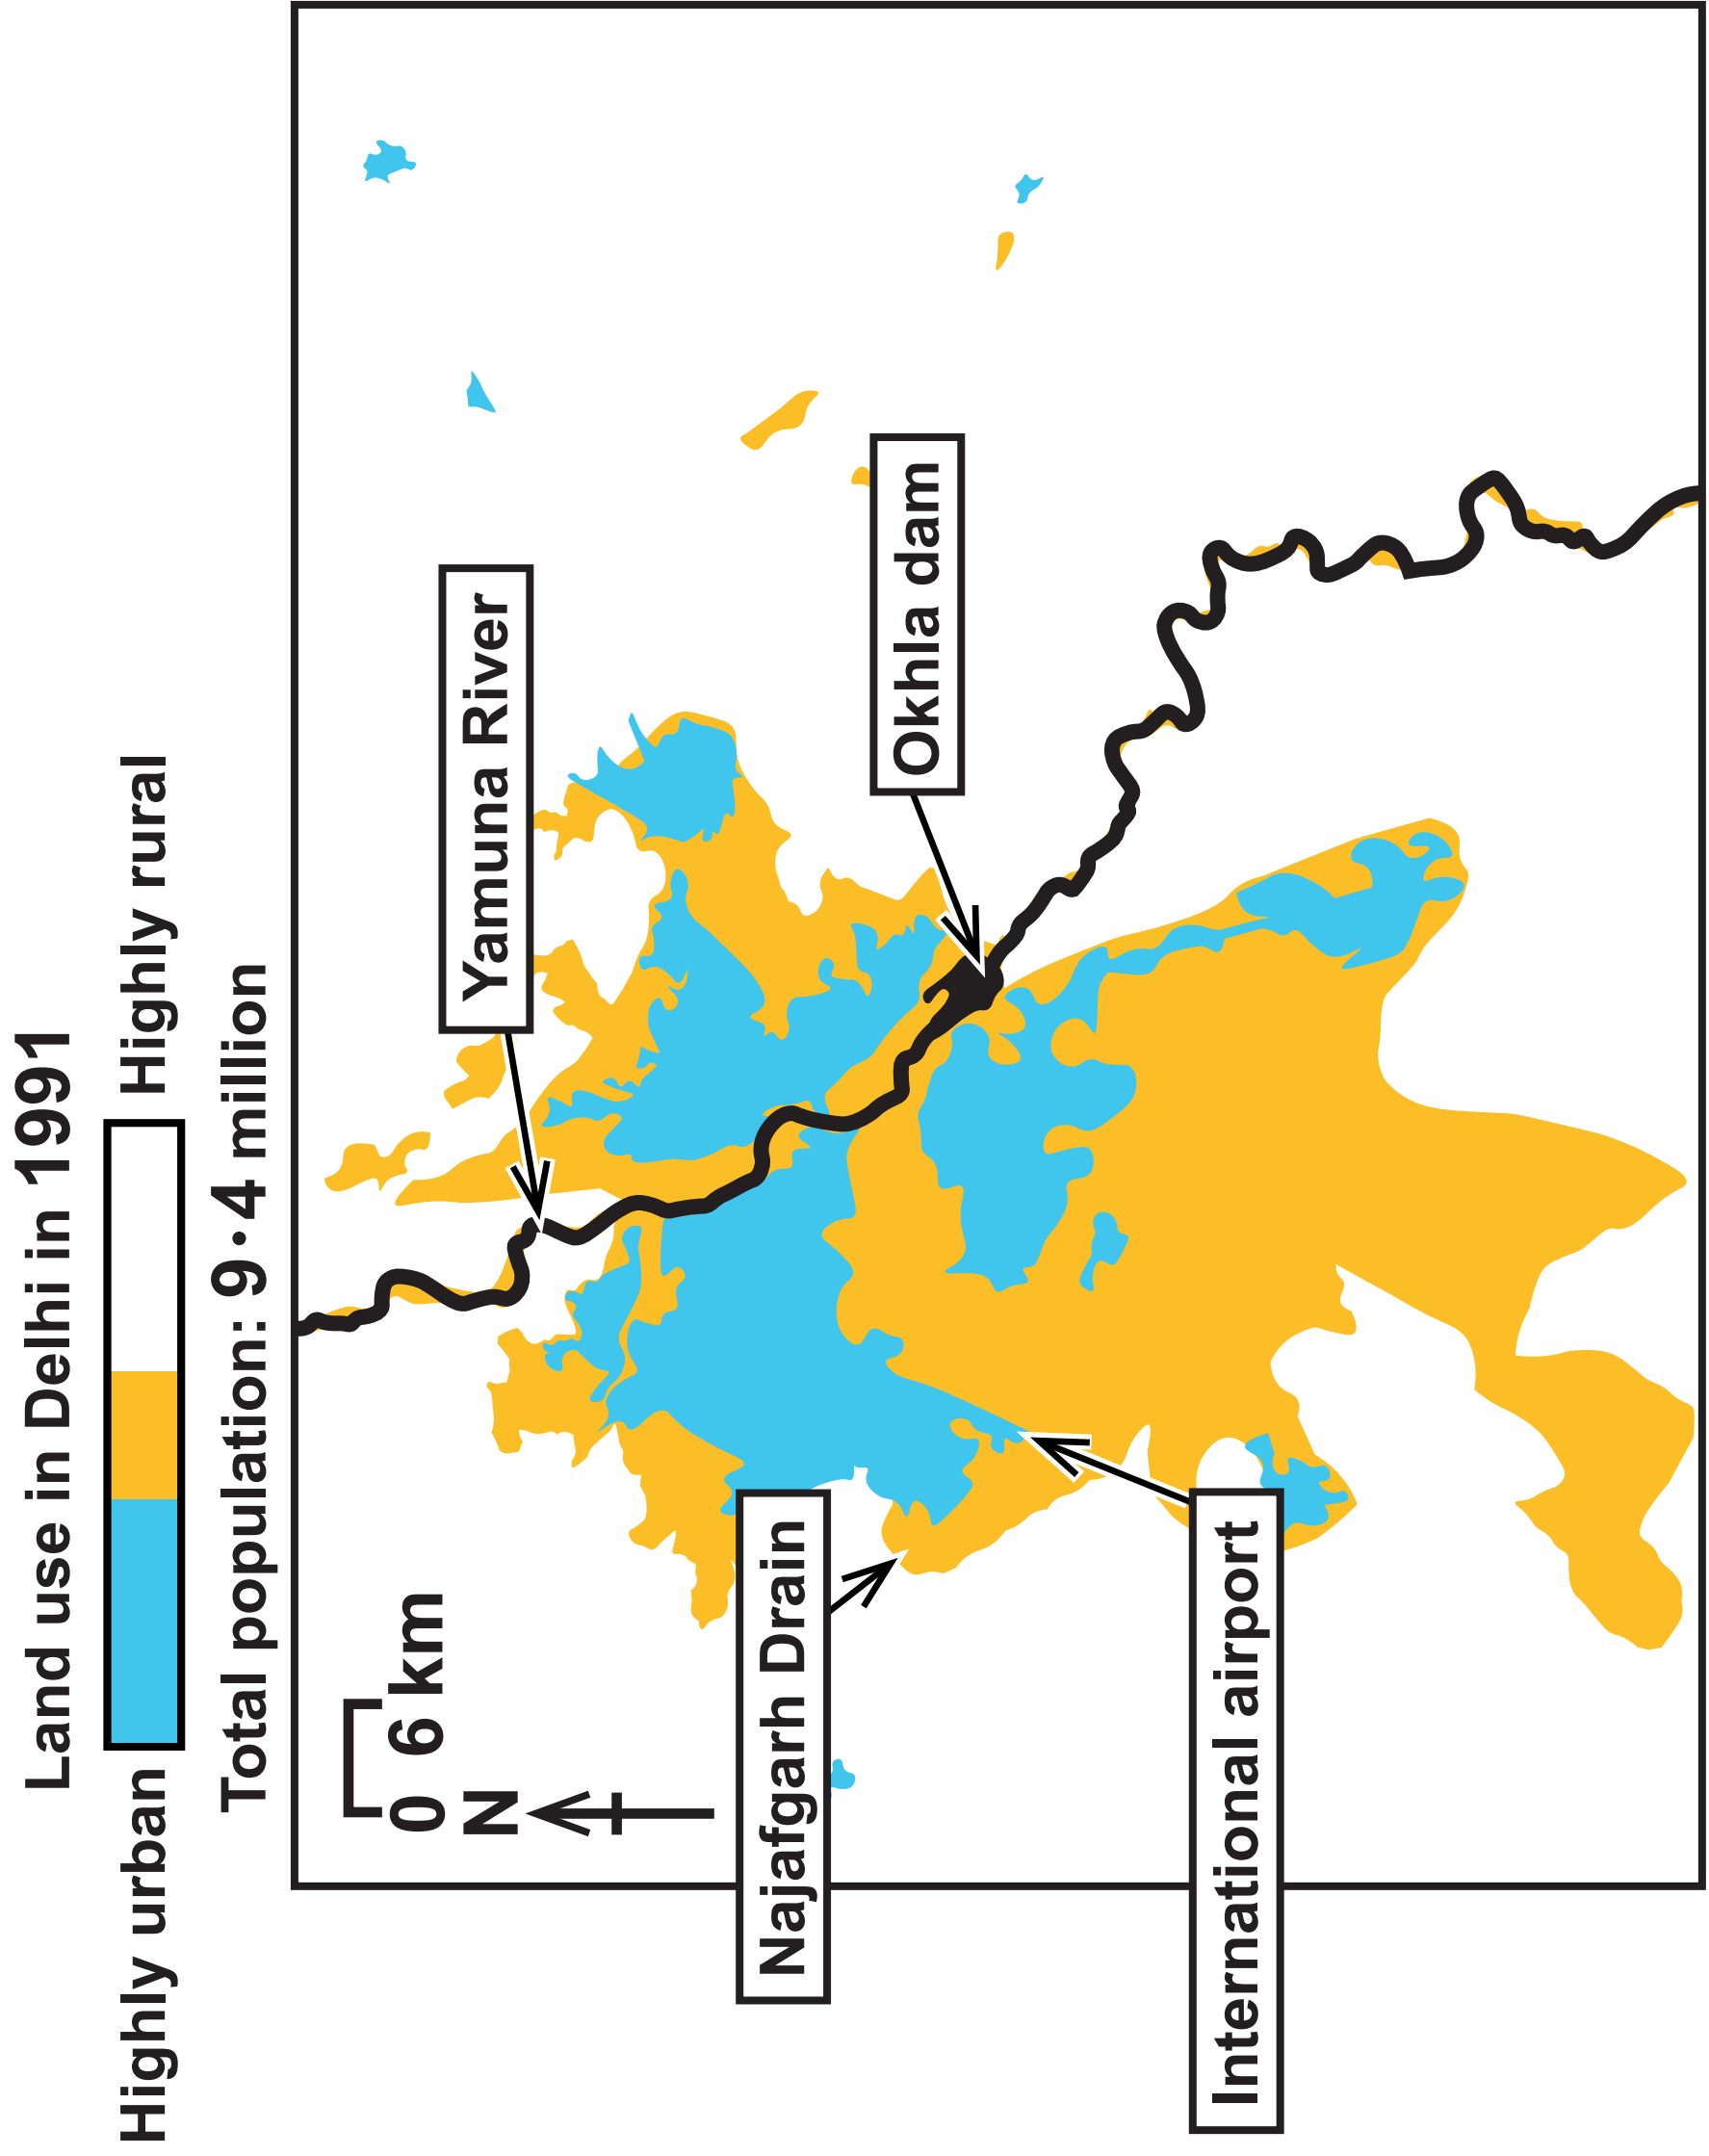 Land use in Delhi in 1991
Highly urban
Highly rural
Total population: 9·4 million
0 6 km
N
Yamuna River
Okhla dam
Najafgarh Drain
International airport